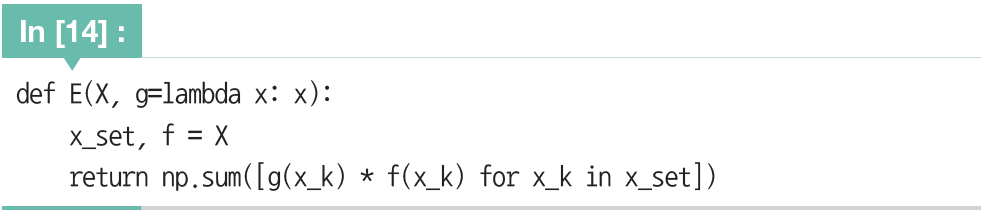 In [14] :
def E(X, g=lambda x: x):
    x_set, f = X
    return np.sum([g(x_k) * f(x_k) for x_k in x_set])